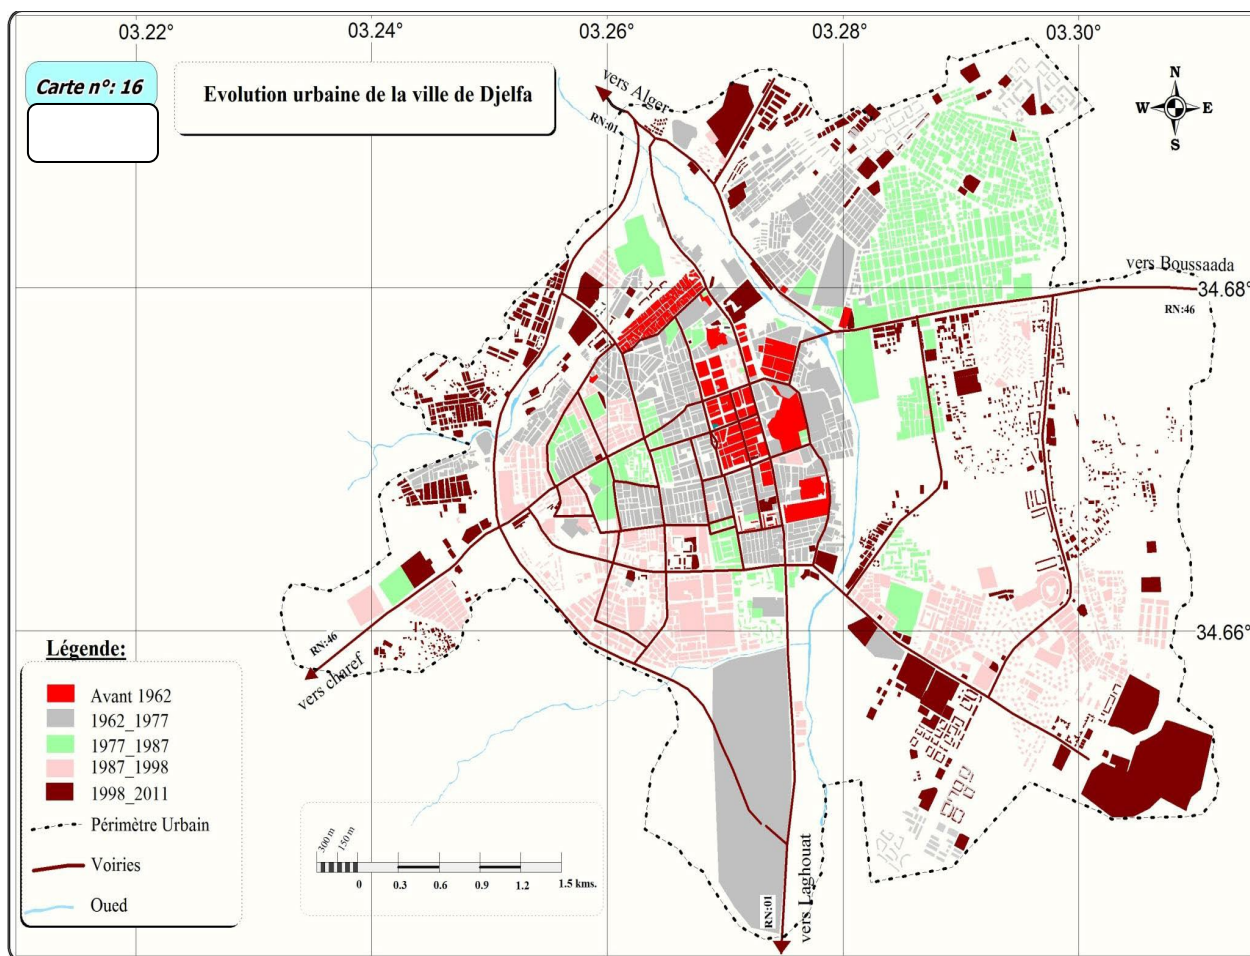 03.22°
03.24°
03.26°
03.28°
03.30°
Carte n°: 16
Evolution urbaine de la ville de Djelfa
vers Alger
RN:01
N
W
E
S
vers Boussaada
34.68°
RN:46
34.66°
RN:46
vers charef
Légende:
Avant 1962
1962_1977
1977_1987
1987_1998
1998_2011
Périmètre Urbain
Voiries
Oued
300 m
150 m
0
0.3
0.6
0.9
1.2
1.5 kms.
RN:01
vers Laghouat